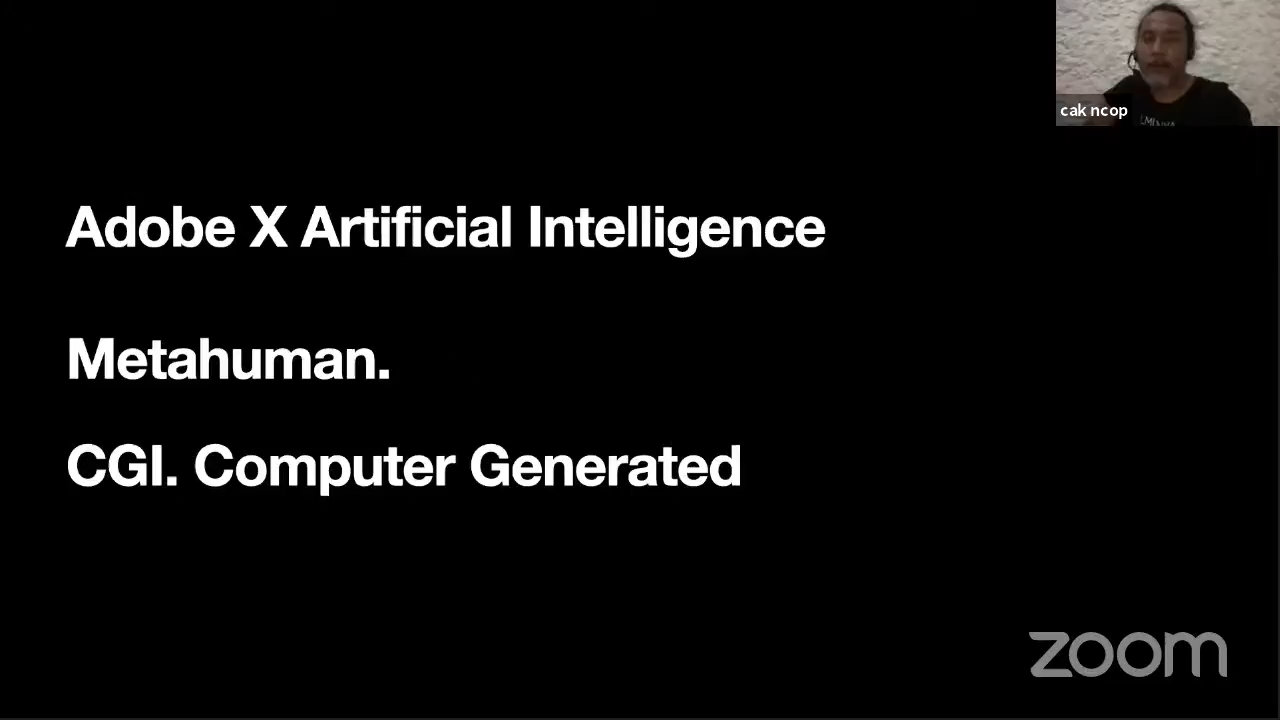 cak ncop
Adobe X Artificial Intelligence
Metahuman.
CGI. Computer Generated
zoom